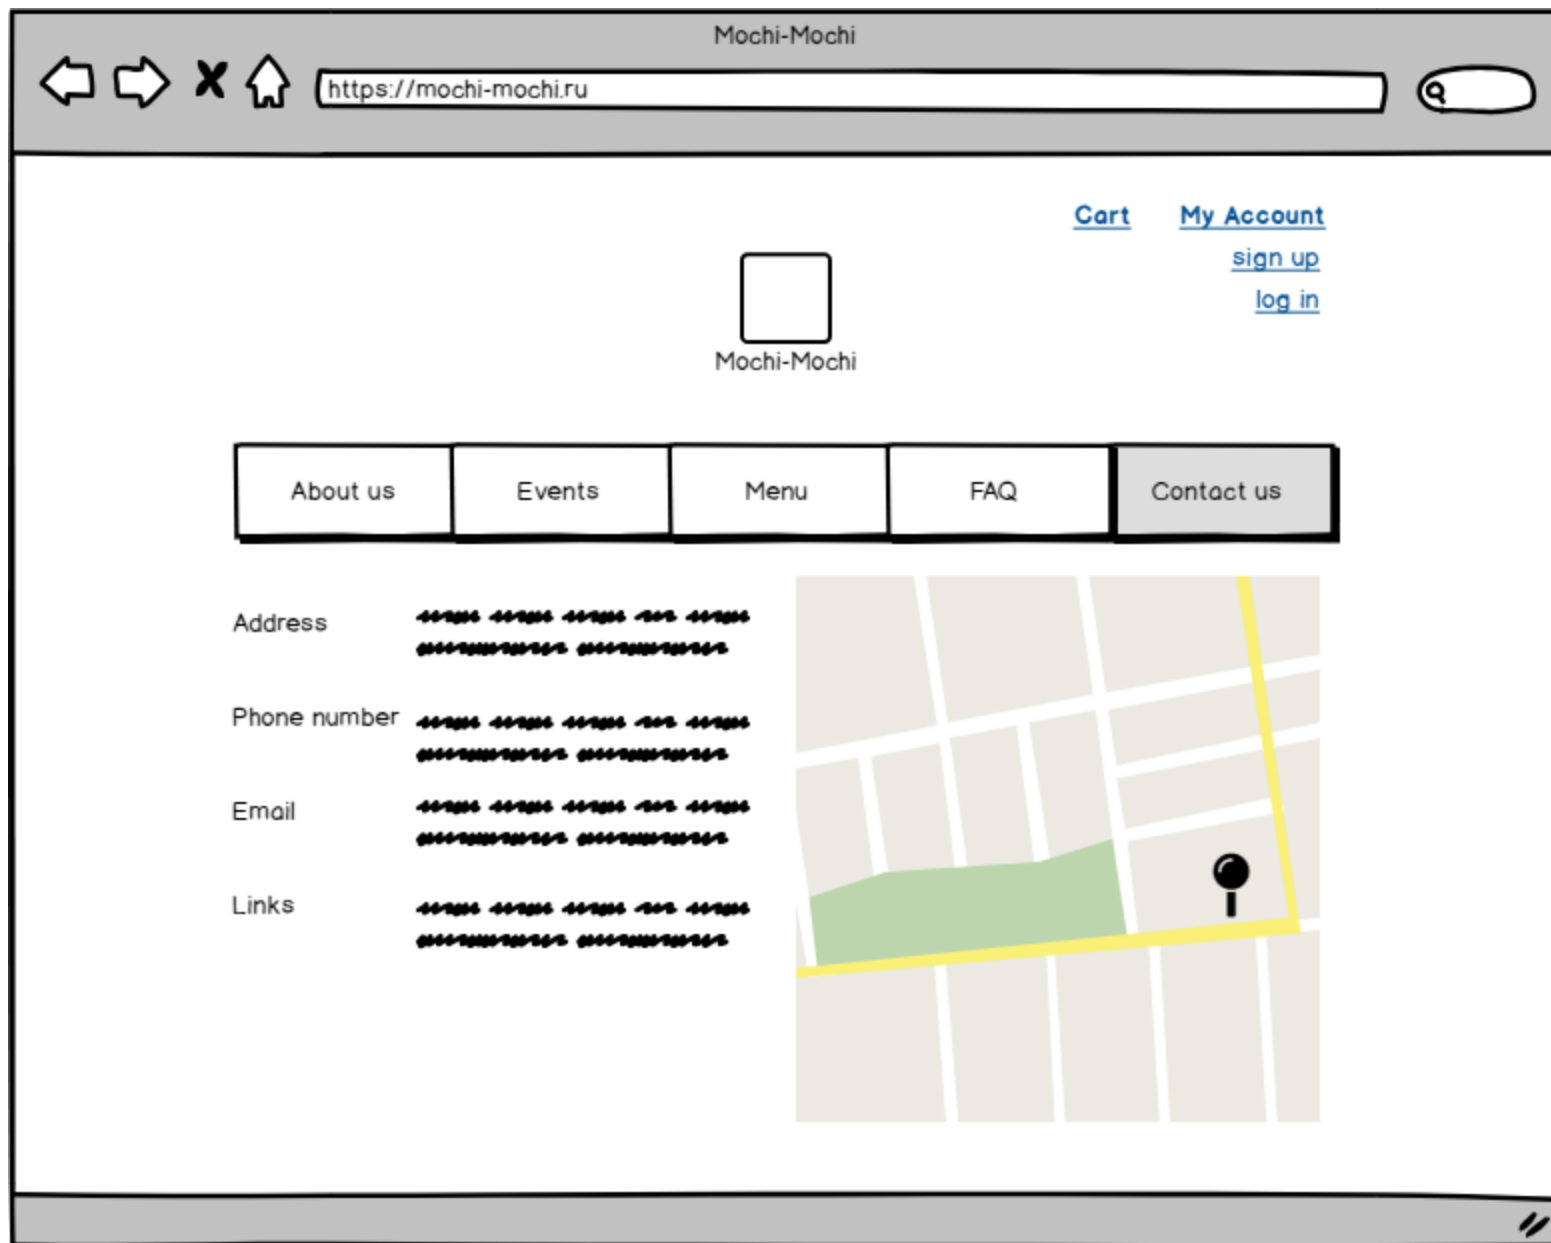 Mochi-Mochi
https://mochi-mochi.ru
Cart My Account
sign up
log in
Mochi-Mochi
About us Events Menu FAQ Contact us
Address
Phone number
Email
Links